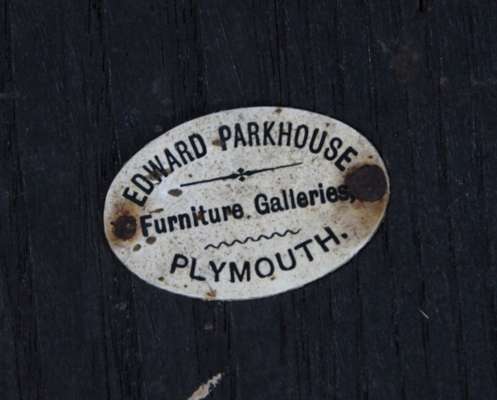 EDWARD PARKHOUSE
Furniture Galleries,
PLYMOUTH.